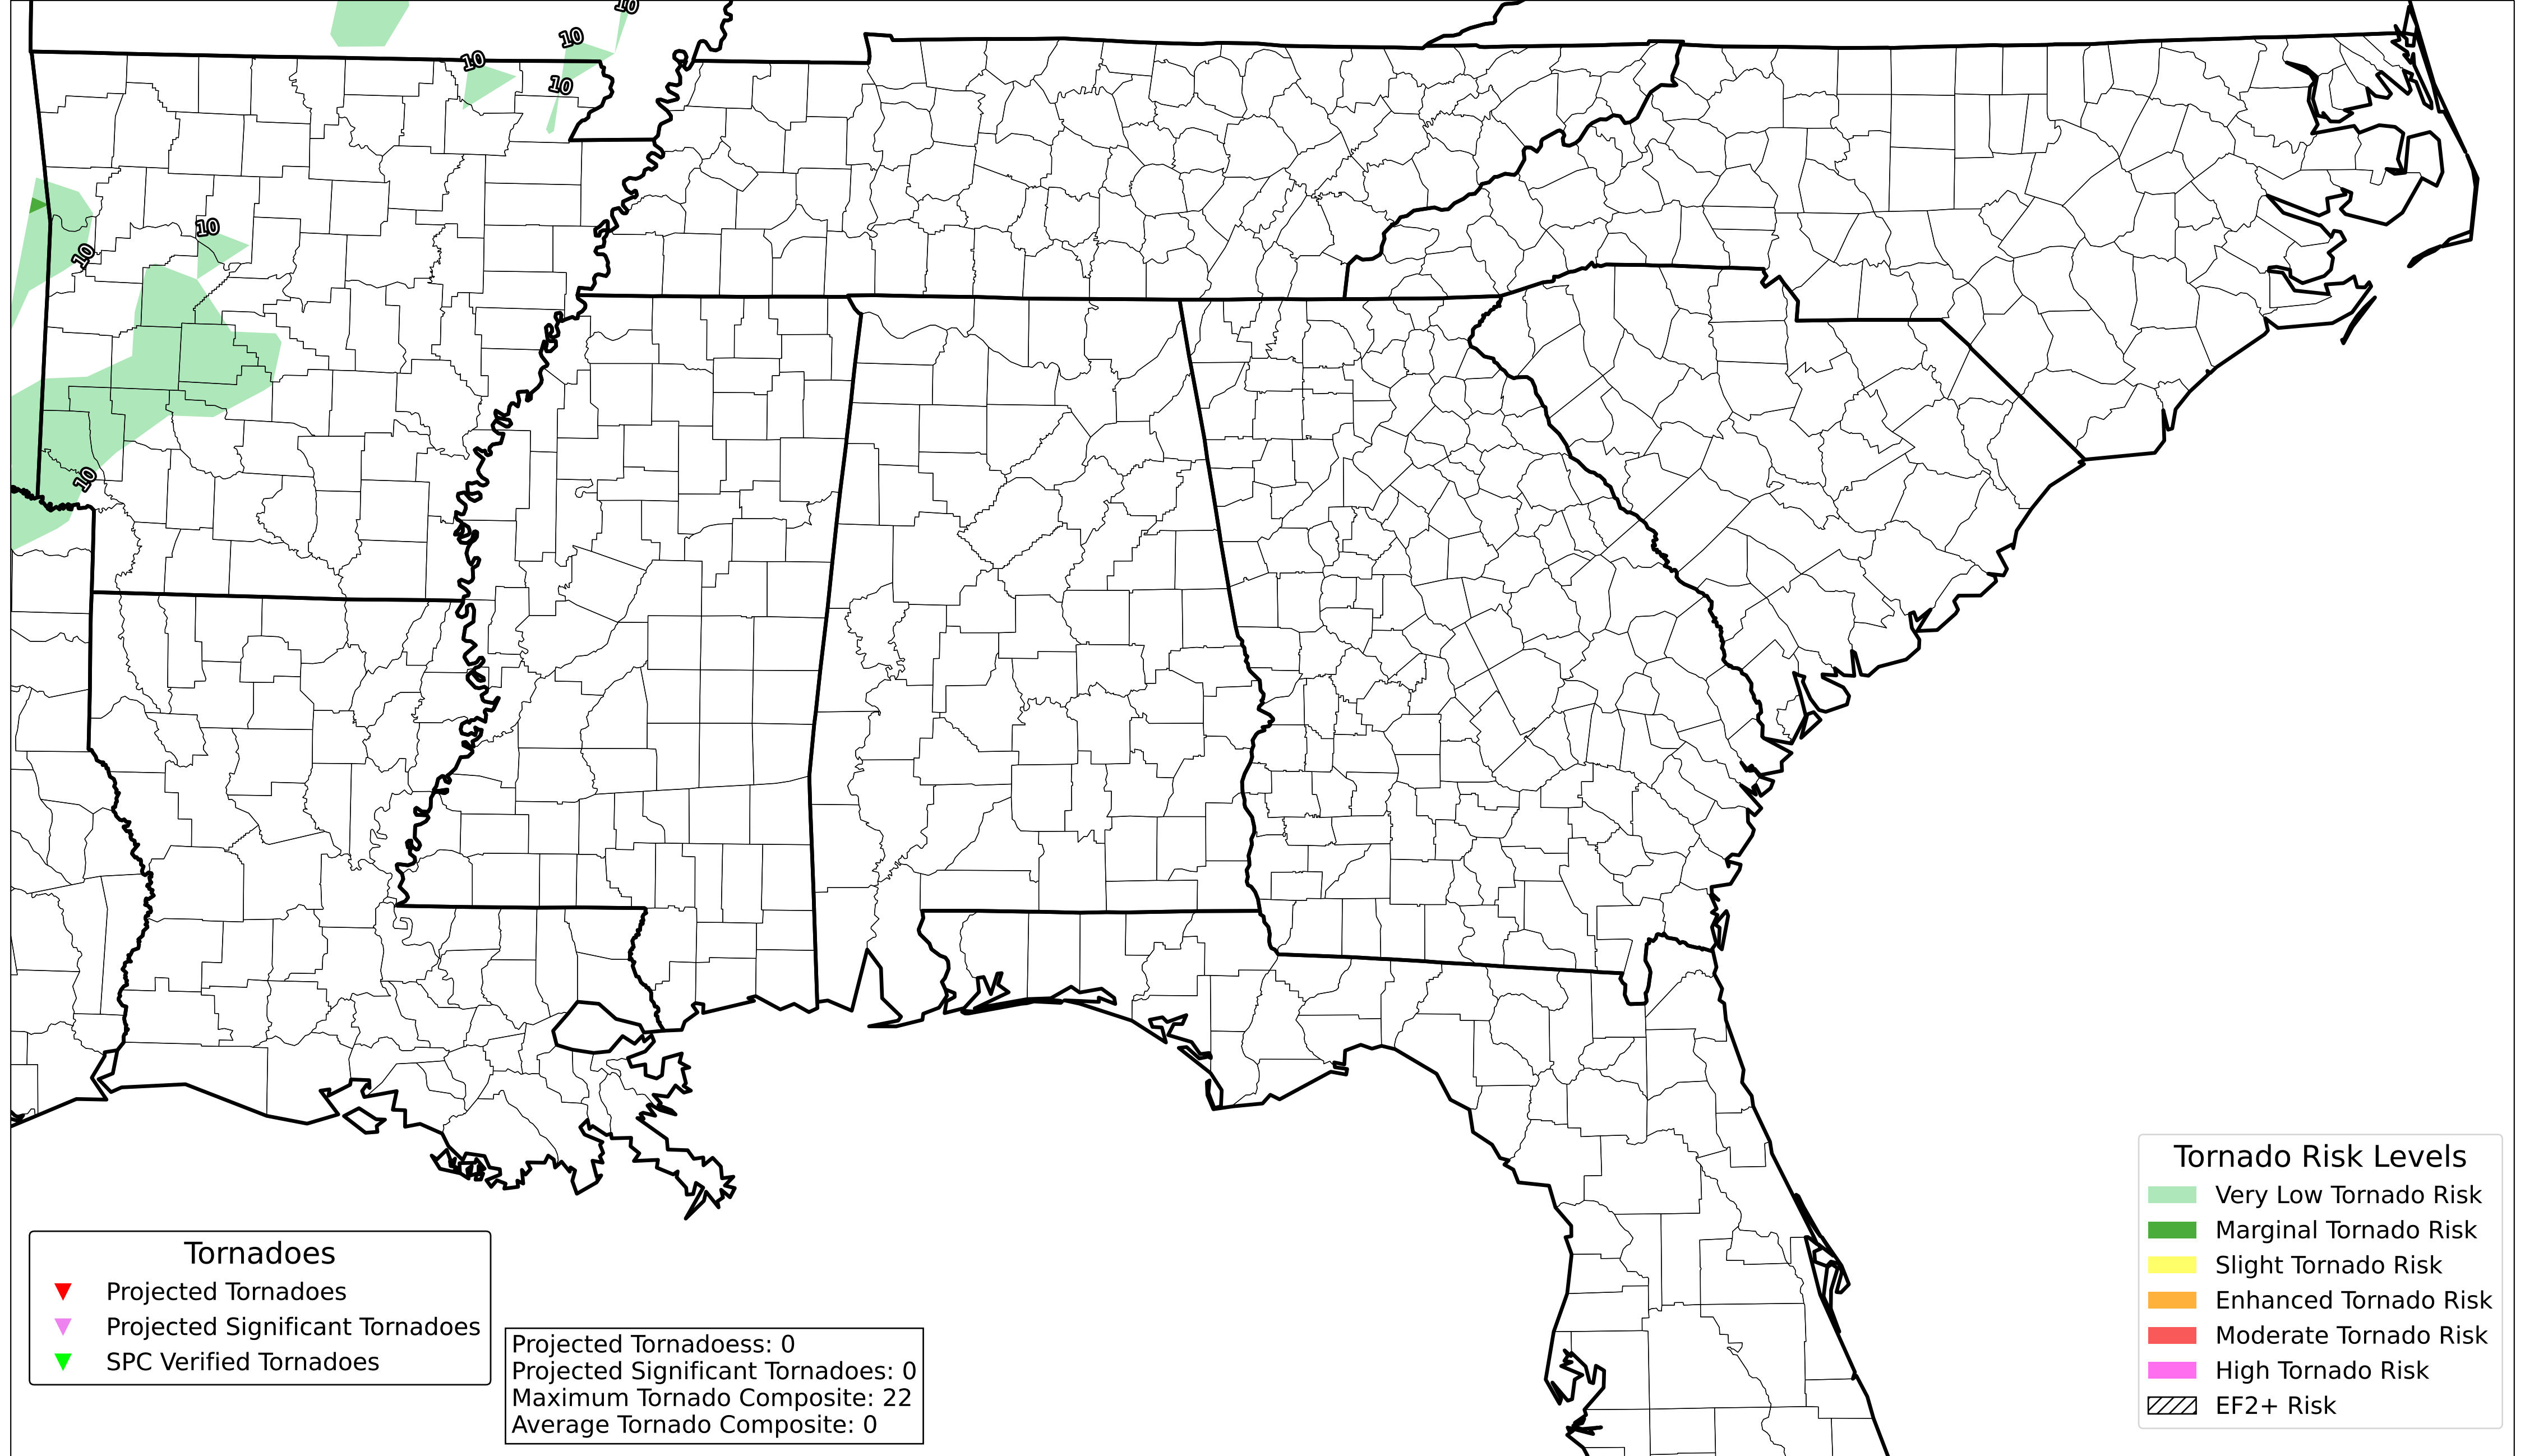 10
10
10
10
10
10
10
Tornado Risk Levels
Very Low Tornado Risk
Marginal Tornado Risk
Slight Tornado Risk
Enhanced Tornado Risk
Moderate Tornado Risk
High Tornado Risk
EF2+ Risk
Tornadoes
Projected Tornadoes
Projected Significant Tornadoes
SPC Verified Tornadoes
Projected Tornadoess: 0
Projected Significant Tornadoes: 0
Maximum Tornado Composite: 22
Average Tornado Composite: 0